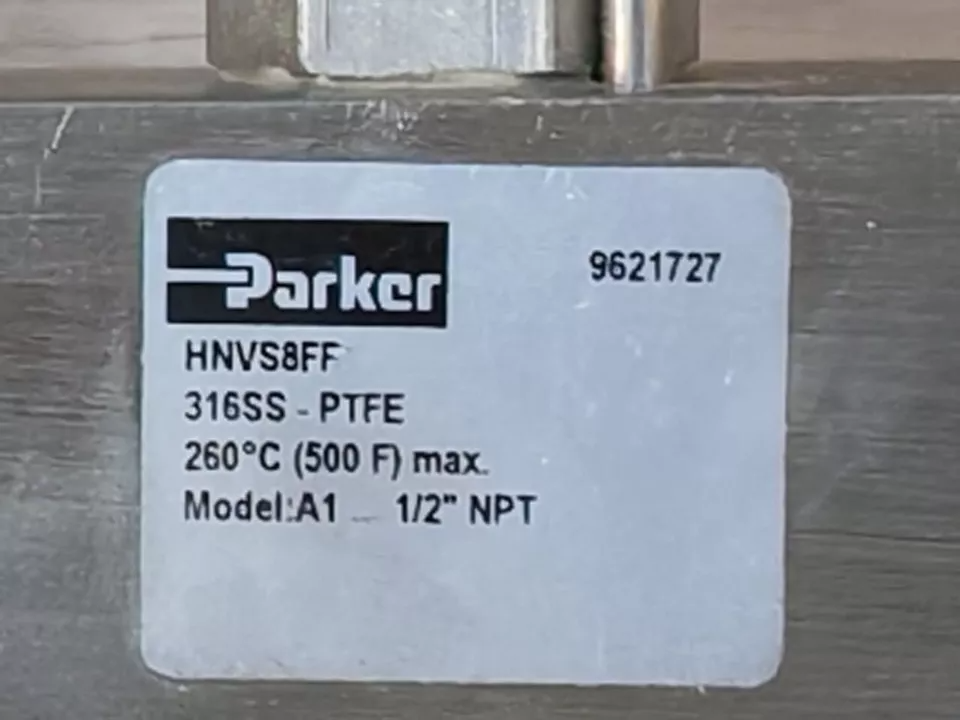 Parker
9621727
HNVS8FF
316SS - PTFE
260°C (500 F) max.
Model:A1 1/2" NPT